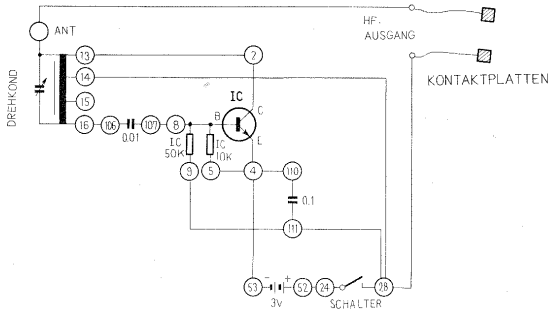 ANT
HF.
AUSGANG
KONTAKTPLATTEN
DREHKOND
13
2
14
15
16
106
0.01
107
8
B
IC
C
E
IC
50K
IC
10K
9
5
4
110
0.1
111
53
-
+
3V
52
24
SCHALTER
28